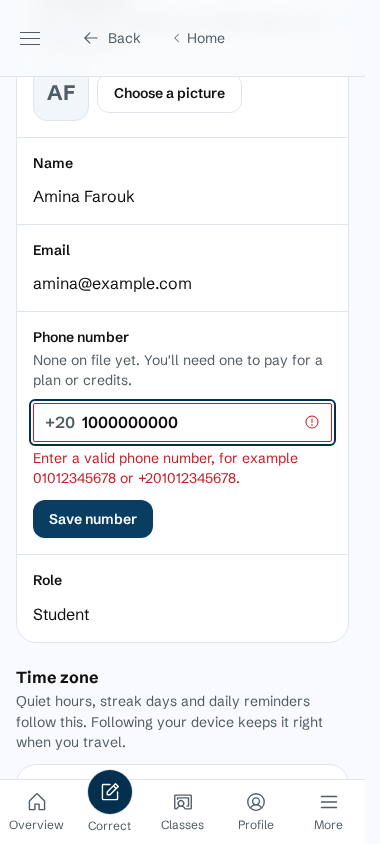 Back
Home
AF
Choose a picture
Name
Amina Farouk
Email
amina@example.com
Phone number
None on file yet. You'll need one to pay for a
plan or credits.
+20 1000000000
Enter a valid phone number, for example
01012345678 or +201012345678.
Save number
Role
Student
Time zone
Quiet hours, streak days and daily reminders
follow this. Following your device keeps it right
when you travel.
Overview
Correct
Classes
Profile
More